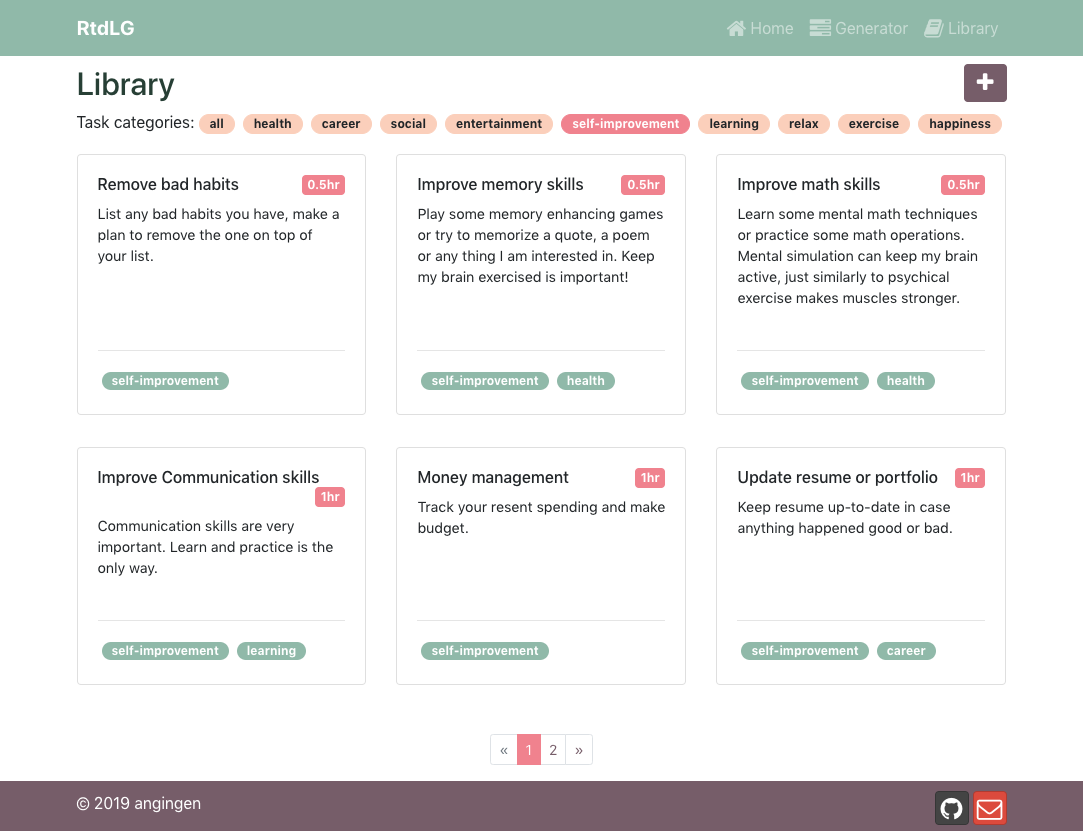 RtdLG Home Generator Library
Library
Task categories: all health career social entertainment self-improvement learning relax exercise happiness
Remove bad habits 0.5hr
List any bad habits you have, make a
plan to remove the one on top of
your list.
self-improvement
Improve memory skills 0.5hr
Play some memory enhancing games
or try to memorize a quote, a poem
or any thing I am interested in. Keep
my brain exercised is important!
self-improvement health
Improve math skills 0.5hr
Learn some mental math techniques
or practice some math operations.
Mental simulation can keep my brain
active, just similarly to psychical
exercise makes muscles stronger.
self-improvement health
Improve Communication skills
1hr
Communication skills are very
important. Learn and practice is the
only way.
self-improvement learning
Money management 1hr
Track your resent spending and make
budget.
self-improvement
Update resume or portfolio 1hr
Keep resume up-to-date in case
anything happened good or bad.
self-improvement career
« 1 2 »
© 2019 angingen